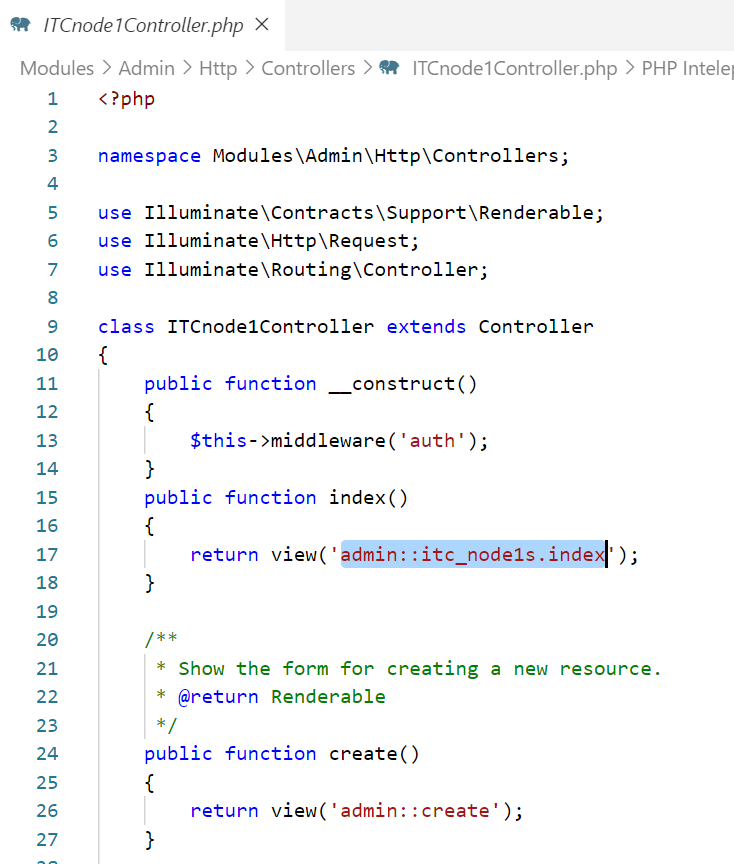 ITCnode1Controller.php ×
Modules > Admin > Http > Controllers > ITCnode1Controller.php > PHP Intelep
1 <?php
2
3 namespace Modules\Admin\Http\Controllers;
4
5 use Illuminate\Contracts\Support\Renderable;
6 use Illuminate\Http\Request;
7 use Illuminate\Routing\Controller;
8
9 class ITCnode1Controller extends Controller
10 {
11     public function __construct()
12     {
13         $this->middleware('auth');
14     }
15     public function index()
16     {
17         return view('admin::itc_node1s.index');
18     }
19
20     /**
21      * Show the form for creating a new resource.
22      * @return Renderable
23      */
24     public function create()
25     {
26         return view('admin::create');
27     }